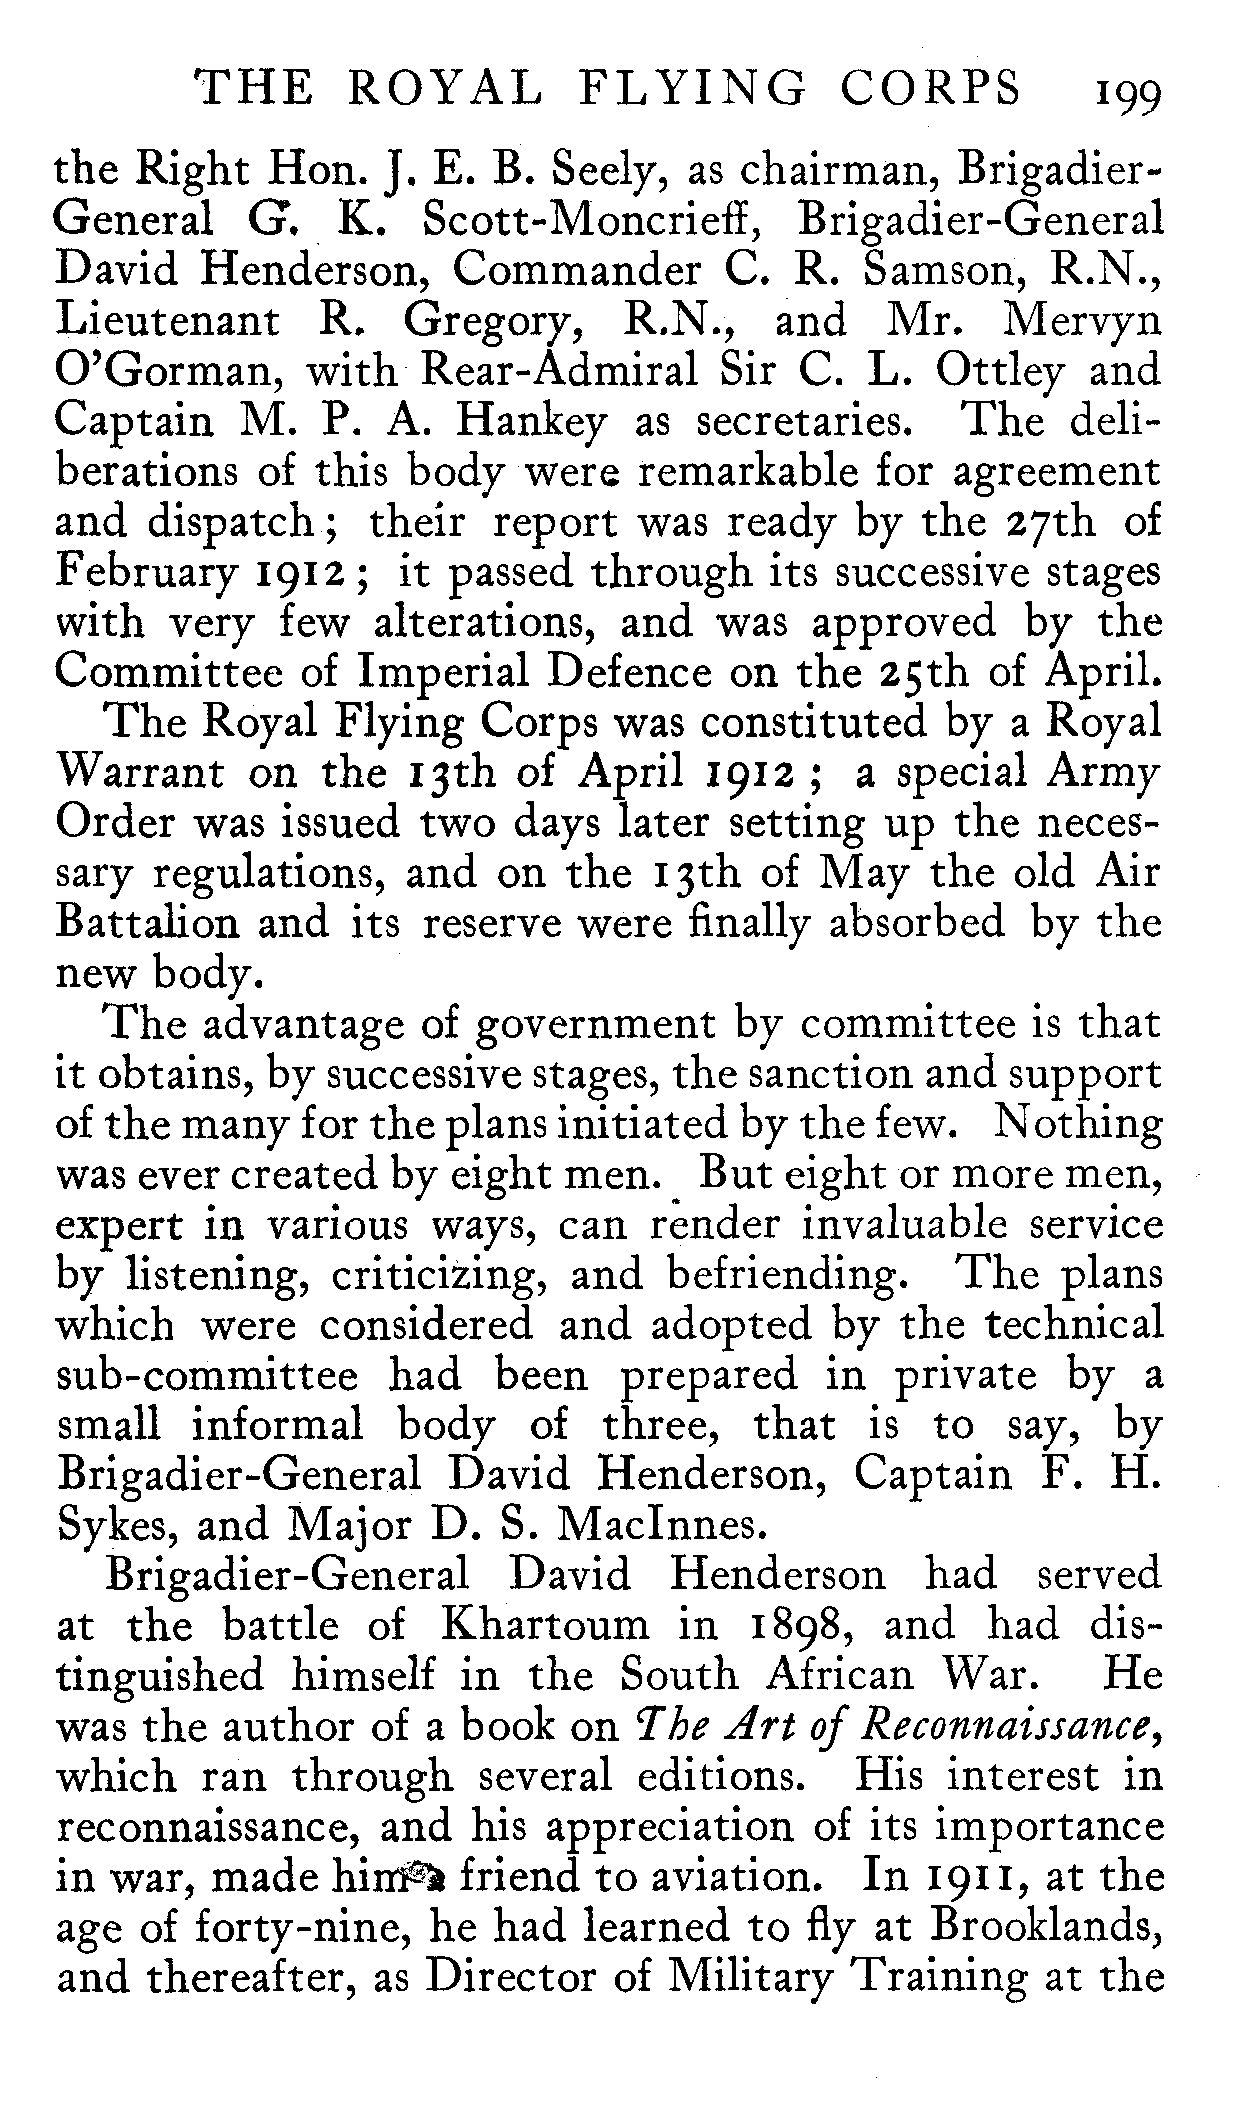 THE ROYAL FLYING CORPS 199
the Right Hon. J. E. B. Seely, as chairman, Brigadier-
General G. K. Scott-Moncrieff, Brigadier-General
David Henderson, Commander C. R. Samson, R.N.,
Lieutenant R. Gregory, R.N., and Mr. Mervyn
O'Gorman, with Rear-Admiral Sir C. L. Ottley and
Captain M. P. A. Hankey as secretaries. The deli-
berations of this body were remarkable for agreement
and dispatch; their report was ready by the 27th of
February 1912; it passed through its successive stages
with very few alterations, and was approved by the
Committee of Imperial Defence on the 25th of April.
The Royal Flying Corps was constituted by a Royal
Warrant on the 13th of April 1912; a special Army
Order was issued two days later setting up the neces-
sary regulations, and on the 13th of May the old Air
Battalion and its reserve were finally absorbed by the
new body.
The advantage of government by committee is that
it obtains, by successive stages, the sanction and support
of the many for the plans initiated by the few. Nothing
was ever created by eight men. But eight or more men,
expert in various ways, can render invaluable service
by listening, criticizing, and befriending. The plans
which were considered and adopted by the technical
sub-committee had been prepared in private by a
small informal body of three, that is to say, by
Brigadier-General David Henderson, Captain F. H.
Sykes, and Major D. S. MacInnes.
Brigadier-General David Henderson had served
at the battle of Khartoum in 1898, and had dis-
tinguished himself in the South African War. He
was the author of a book on The Art of Reconnaissance,
which ran through several editions. His interest in
reconnaissance, and his appreciation of its importance
in war, made him a friend to aviation. In 1911, at the
age of forty-nine, he had learned to fly at Brooklands,
and thereafter, as Director of Military Training at the